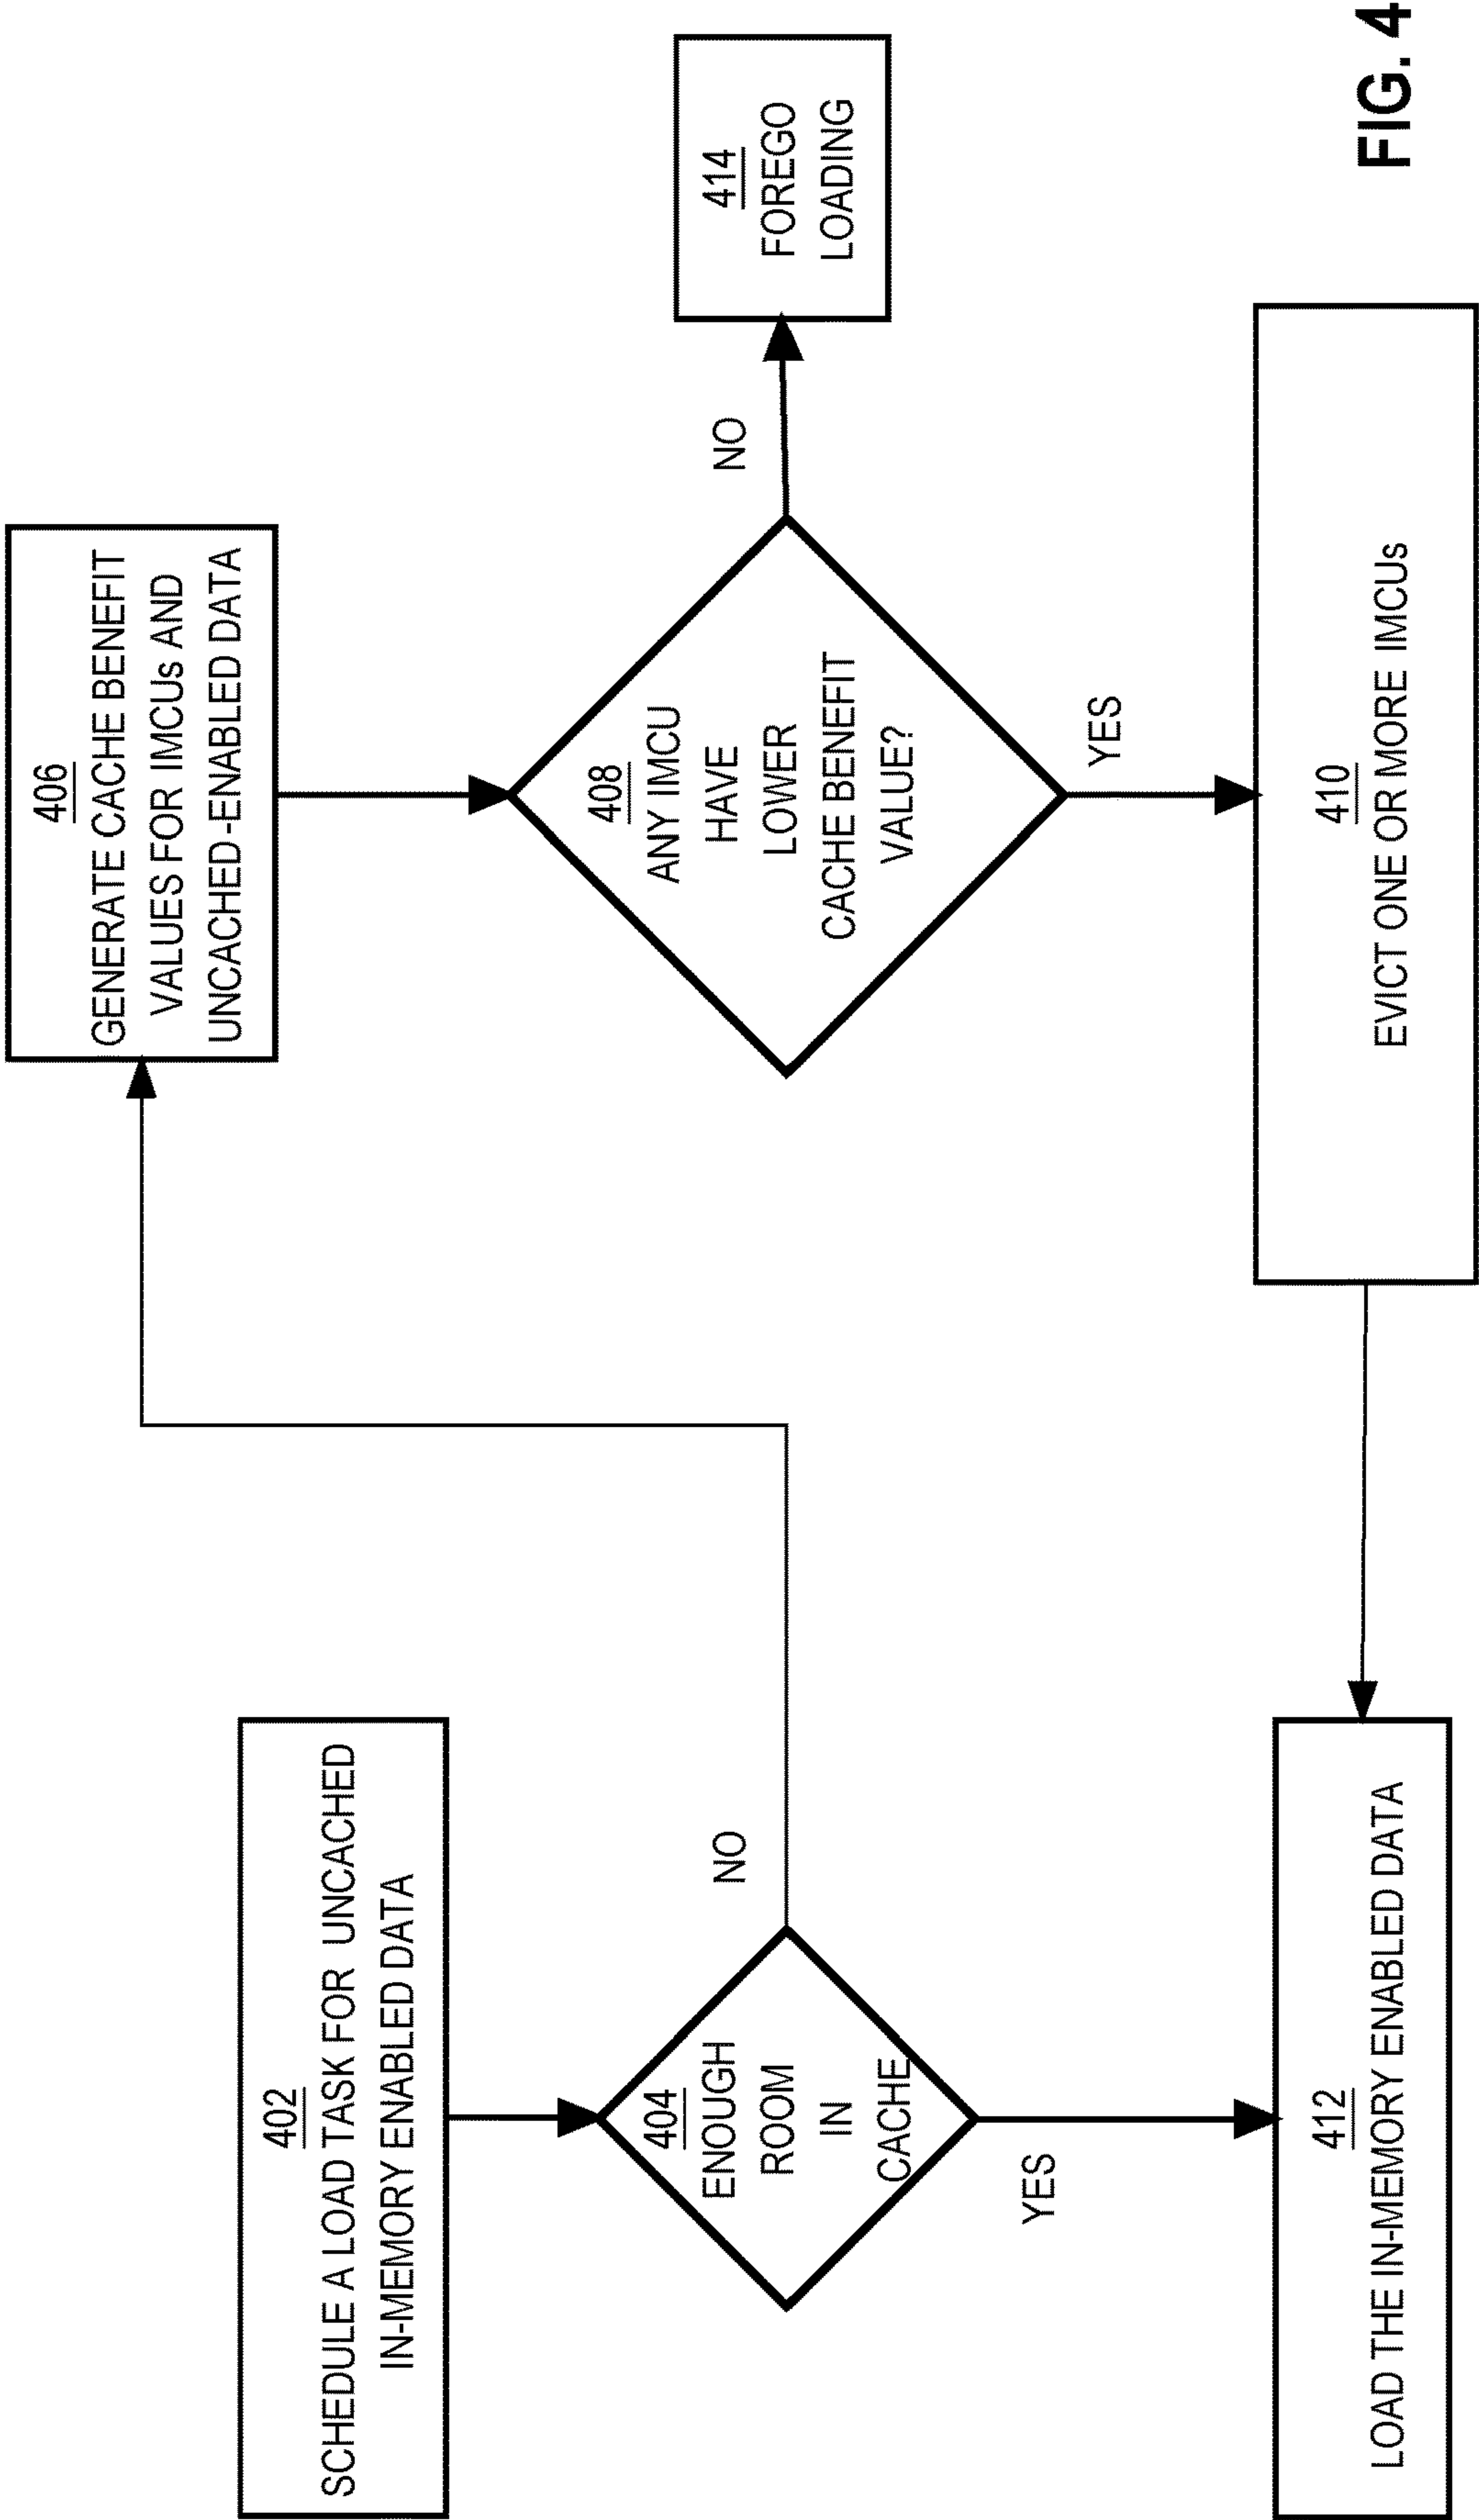 402
SCHEDULE A LOAD TASK FOR UNCACHED
IN-MEMORY ENABLED DATA
404
ENOUGH
ROOM
IN
CACHE
NO
YES
406
GENERATE CACHE BENEFIT
VALUES FOR IMCUs AND
UNCACHED-ENABLED DATA
408
ANY IMCU
HAVE
LOWER
CACHE BENEFIT
VALUE?
NO
YES
414
FOREGO
LOADING
410
EVICT ONE OR MORE IMCUs
412
LOAD THE IN-MEMORY ENABLED DATA
FIG. 4